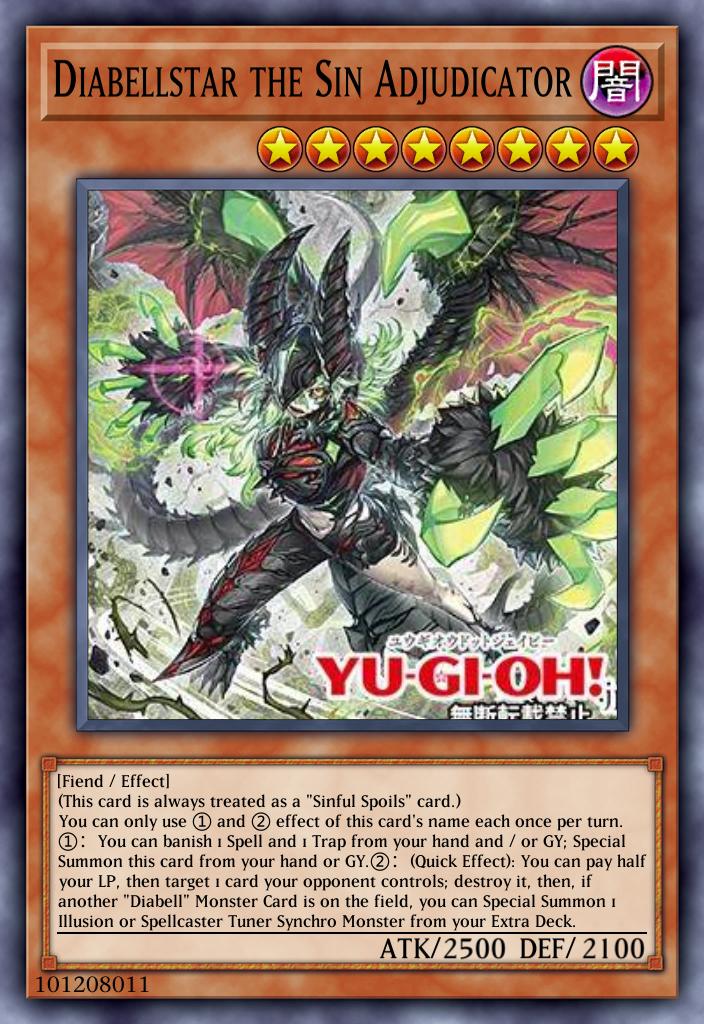 DIABELLSTAR THE SIN ADJUDICATOR 闇
ユウギオウドットジェイピー
YU-GI-OH!
無断転載禁止
[Fiend / Effect]
(This card is always treated as a "Sinful Spoils" card.)
You can only use ① and ② effect of this card's name each once per turn.
①: You can banish 1 Spell and 1 Trap from your hand and / or GY; Special
Summon this card from your hand or GY.②: (Quick Effect): You can pay half
your LP, then target 1 card your opponent controls; destroy it, then, if
another "Diabell" Monster Card is on the field, you can Special Summon 1
Illusion or Spellcaster Tuner Synchro Monster from your Extra Deck.
ATK/2500 DEF/2100
101208011